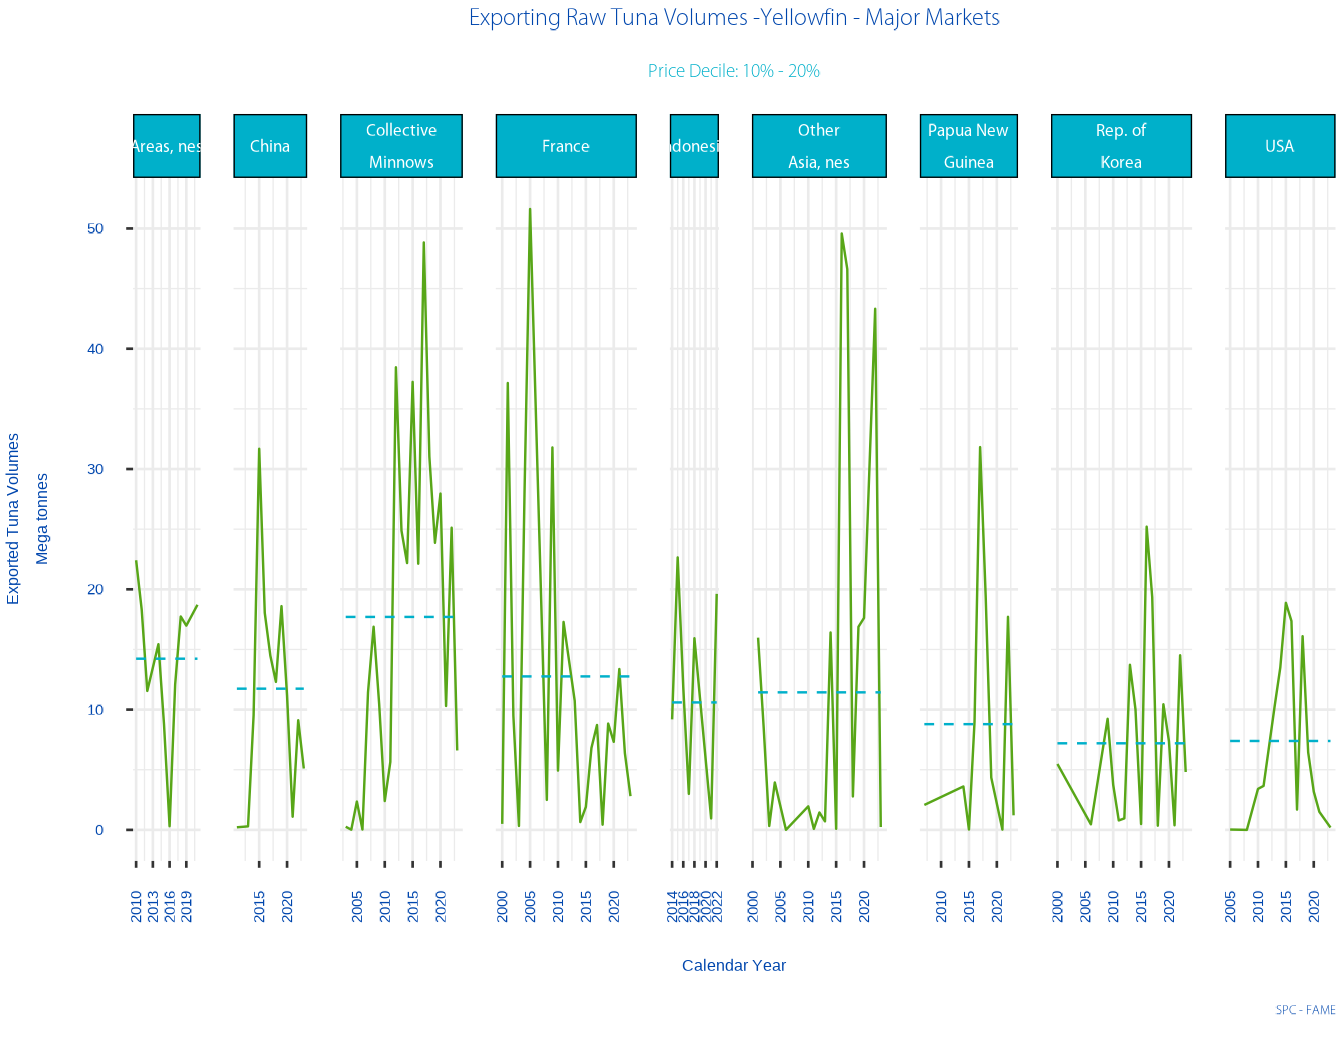 Exporting Raw Tuna Volumes -Yellowfin - Major Markets
Price Decile: 10% - 20%
Areas, nes
China
Collective
Minnows
France
donesi
Other
Asia, nes
Papua New
Guinea
Rep. of
Korea
USA
50
40
30
20
10
0
Exported Tuna Volumes
Mega tonnes
2010 2013 2016 2019
2015 2020
2005 2010 2015 2020
2000 2005 2010 2015 2020
2014 2016 2018 2020 2022
2000 2005 2010 2015 2020
2010 2015 2020
2000 2005 2010 2015 2020
2005 2010 2015 2020
Calendar Year
SPC - FAME